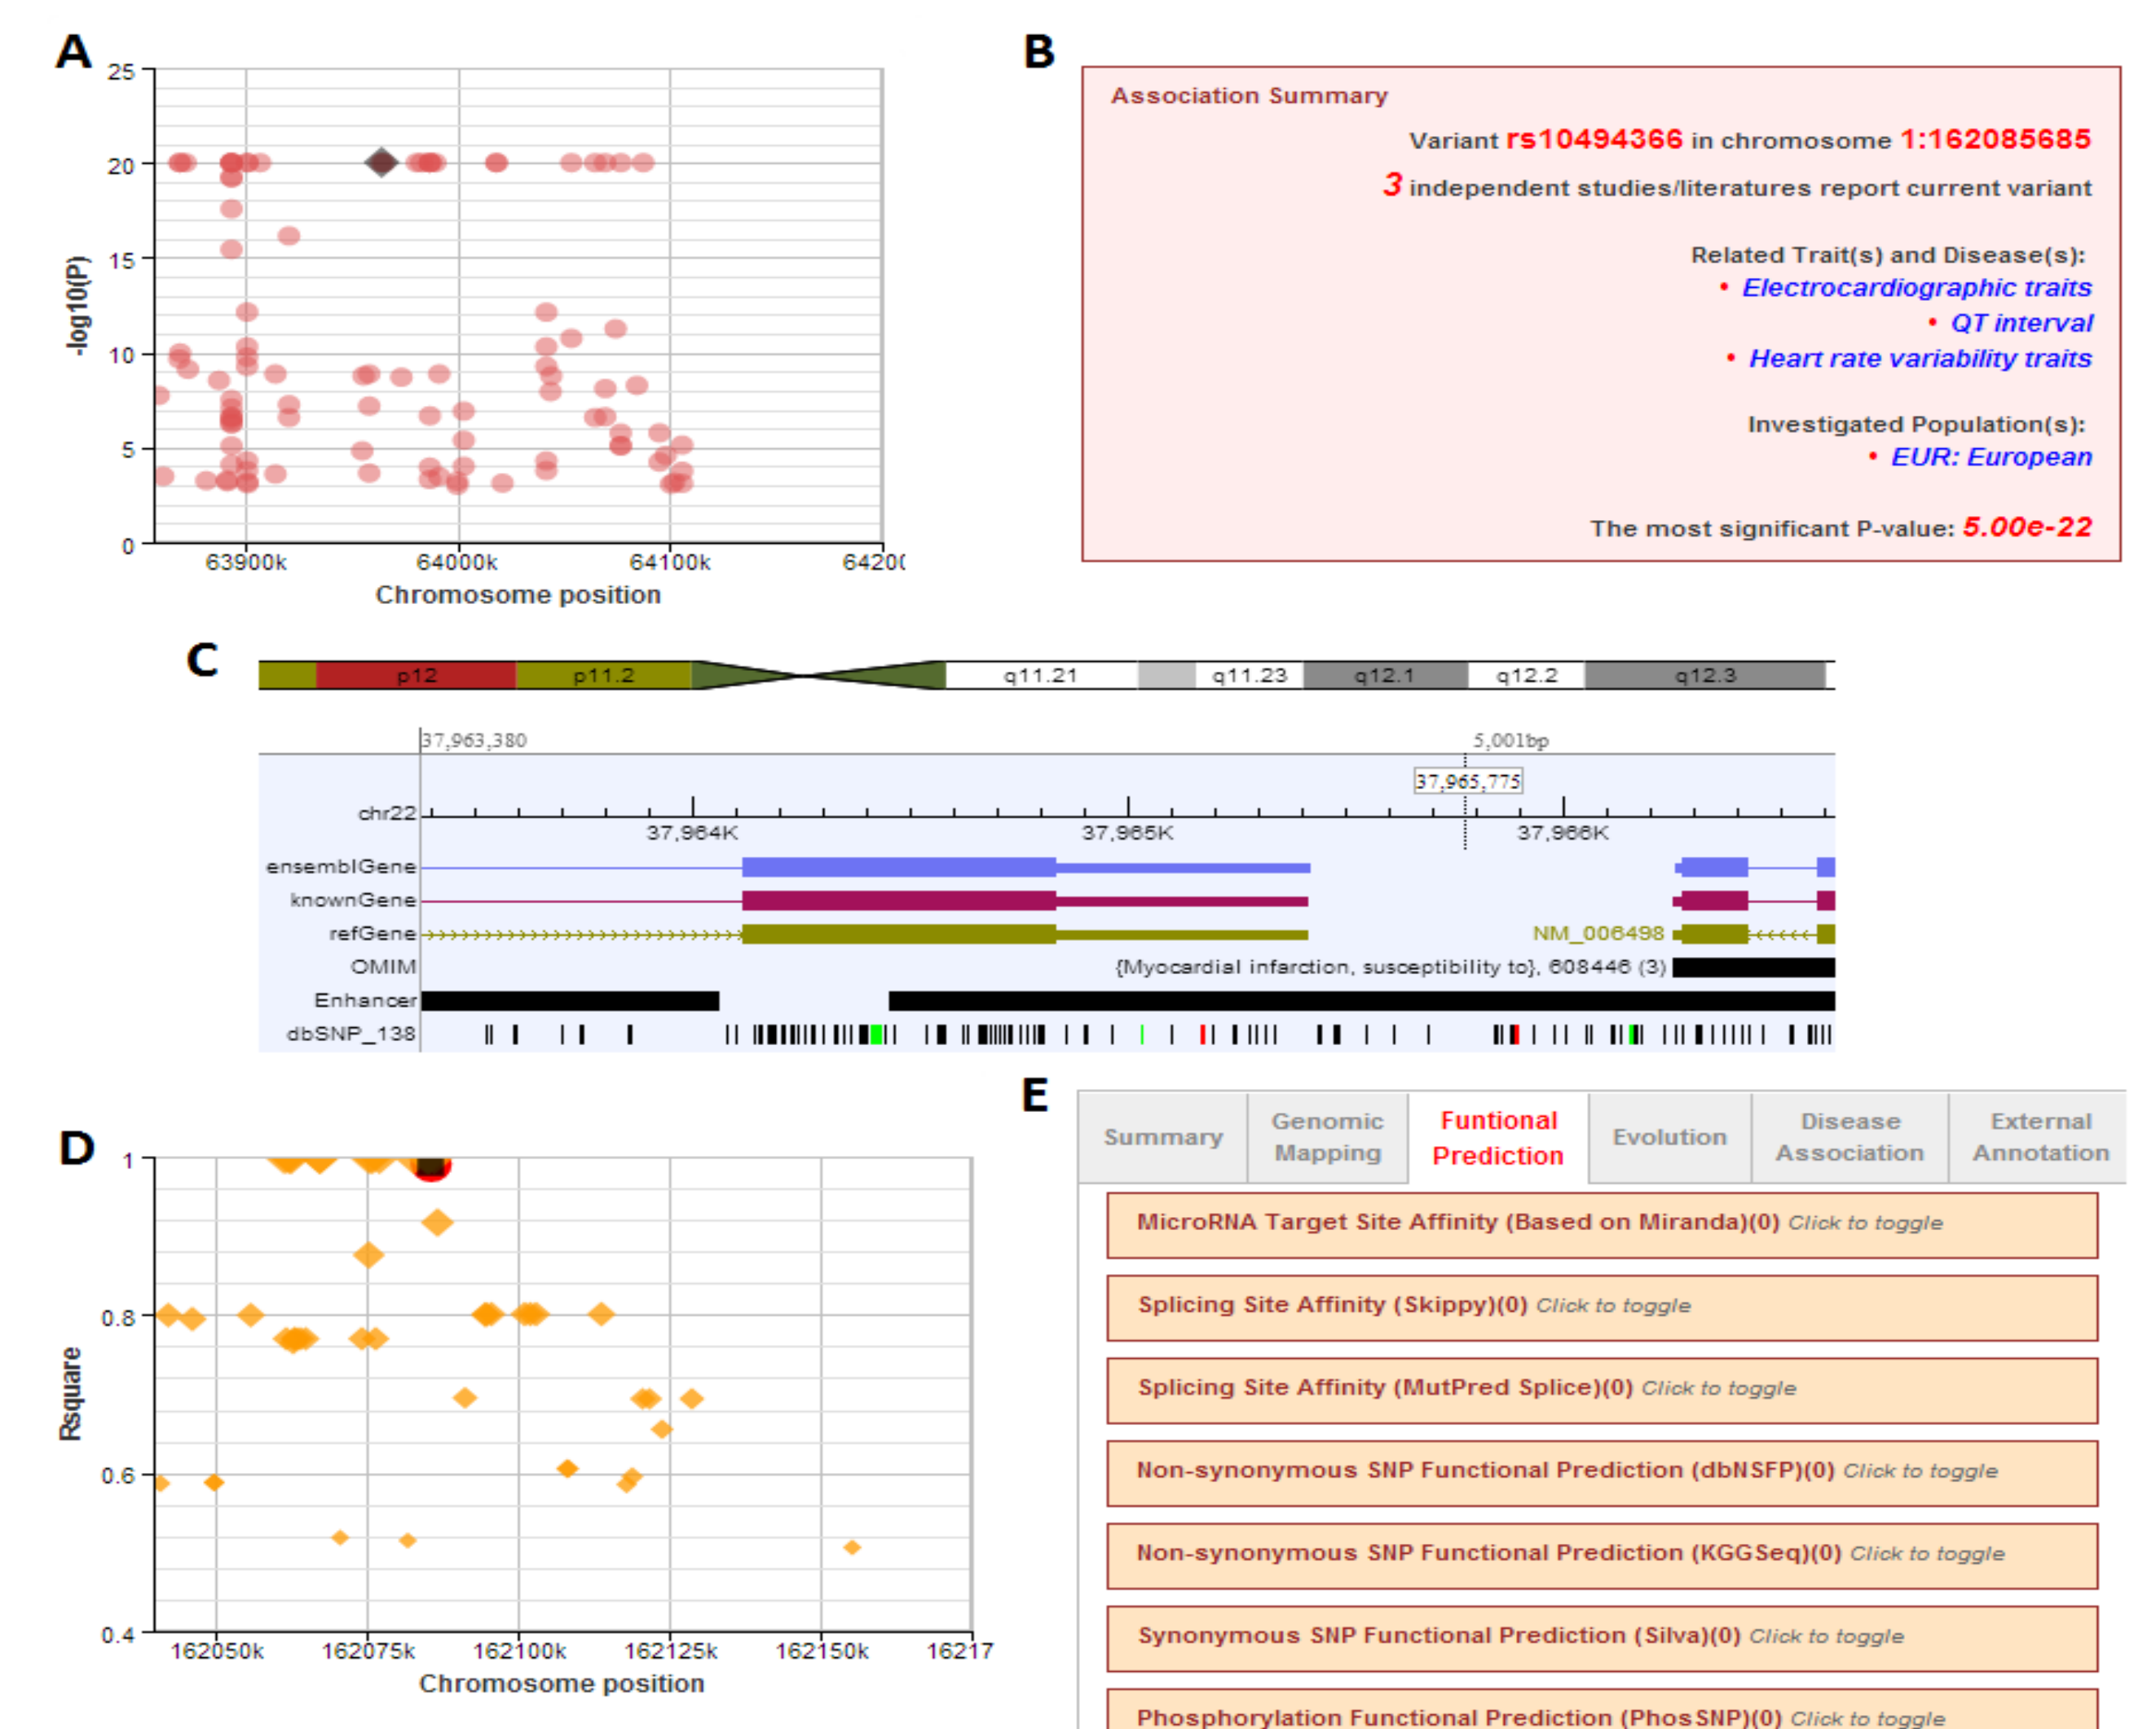 A
25
20
15
10
5
0
-log10(P)
63900k 64000k 64100k 6420
Chromosome position
B
Association Summary
Variant rs10494366 in chromosome 1:162085685
3 independent studies/literatures report current variant
Related Trait(s) and Disease(s):
• Electrocardiographic traits
• QT interval
• Heart rate variability traits
Investigated Population(s):
• EUR: European
The most significant P-value: 5.00e-22
C
p12 p11.2 q11.21 q11.23 q12.1 q12.2 q12.3
37,963,380 5,001bp
37,965,775
chr22
37,964K 37,965K 37,966K
ensemblGene
knownGene
refGene NM_006498
OMIM {Myocardial infarction, susceptibility to}, 608446 (3)
Enhancer
dbSNP_138
D
1
0.8
0.6
0.4
Rsquare
162050k 162075k 162100k 162125k 162150k 16217
Chromosome position
E
Summary
Genomic Mapping
Funtional Prediction
Evolution
Disease Association
External Annotation
MicroRNA Target Site Affinity (Based on Miranda)(0) Click to toggle
Splicing Site Affinity (Skippy)(0) Click to toggle
Splicing Site Affinity (MutPred Splice)(0) Click to toggle
Non-synonymous SNP Functional Prediction (dbNSFP)(0) Click to toggle
Non-synonymous SNP Functional Prediction (KGGSeq)(0) Click to toggle
Synonymous SNP Functional Prediction (Silva)(0) Click to toggle
Phosphorylation Functional Prediction (PhosSNP)(0) Click to toggle